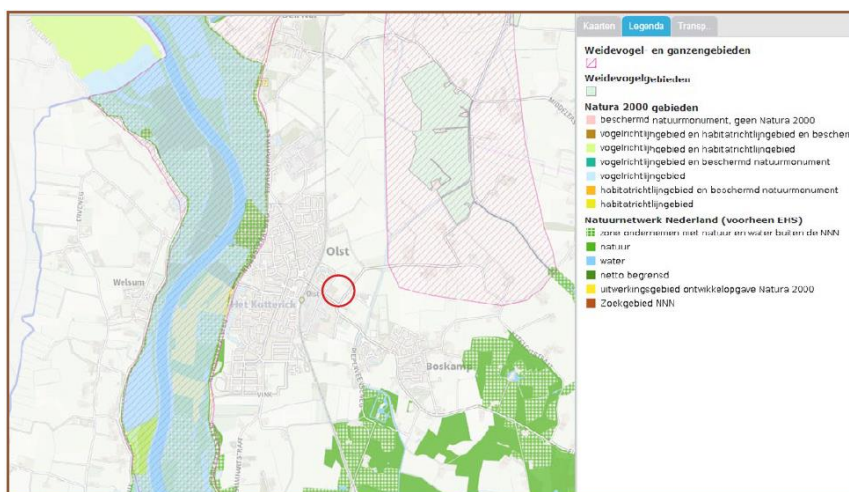 Kaarten Legenda Transp...
Weidevogel- en ganzengebieden
Weidevogelgebieden
Natura 2000 gebieden
beschermd natuurmonument, geen Natura 2000
vogelrichtlijngebied en habitatrichtlijngebied en bescherm
vogelrichtlijngebied en habitatrichtlijngebied
vogelrichtlijngebied en beschermd natuurmonument
vogelrichtlijngebied
habitatrichtlijngebied en beschermd natuurmonument
habitatrichtlijngebied
Natuurnetwerk Nederland (voorheen EHS)
zone ondernemen met natuur en water buiten de NNN
natuur
water
netto begrensd
uitwerkingsgebied ontwikkelopgave Natura 2000
Zoekgebied NNN
Olst
Welsum
Het Katterick
Olst
Boskamp
VINK